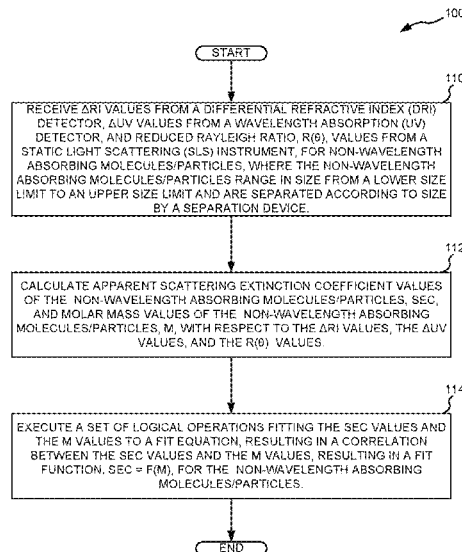 100
START
110
RECEIVE ΔRI VALUES FROM A DIFFERENTIAL REFRACTIVE INDEX (DRI)
DETECTOR, ΔUV VALUES FROM A WAVELENGTH ABSORPTION (UV)
DETECTOR, AND REDUCED RAYLEIGH RATIO, R(θ), VALUES FROM A
STATIC LIGHT SCATTERING (SLS) INSTRUMENT, FOR NON-WAVELENGTH
ABSORBING MOLECULES/PARTICLES, WHERE THE NON-WAVELENGTH
ABSORBING MOLECULES/PARTICLES RANGE IN SIZE FROM A LOWER SIZE
LIMIT TO AN UPPER SIZE LIMIT AND ARE SEPARATED ACCORDING TO SIZE
BY A SEPARATION DEVICE.
112
CALCULATE APPARENT SCATTERING EXTINCTION COEFFICIENT VALUES
OF THE NON-WAVELENGTH ABSORBING MOLECULES/PARTICLES, SEC,
AND MOLAR MASS VALUES OF THE NON-WAVELENGTH ABSORBING
MOLECULES/PARTICLES, M, WITH RESPECT TO THE ΔRI VALUES, THE ΔUV
VALUES, AND THE R(θ) VALUES.
114
EXECUTE A SET OF LOGICAL OPERATIONS FITTING THE SEC VALUES AND
THE M VALUES TO A FIT EQUATION, RESULTING IN A CORRELATION
BETWEEN THE SEC VALUES AND THE M VALUES, RESULTING IN A FIT
FUNCTION, SEC = F(M), FOR THE NON-WAVELENGTH ABSORBING
MOLECULES/PARTICLES.
END